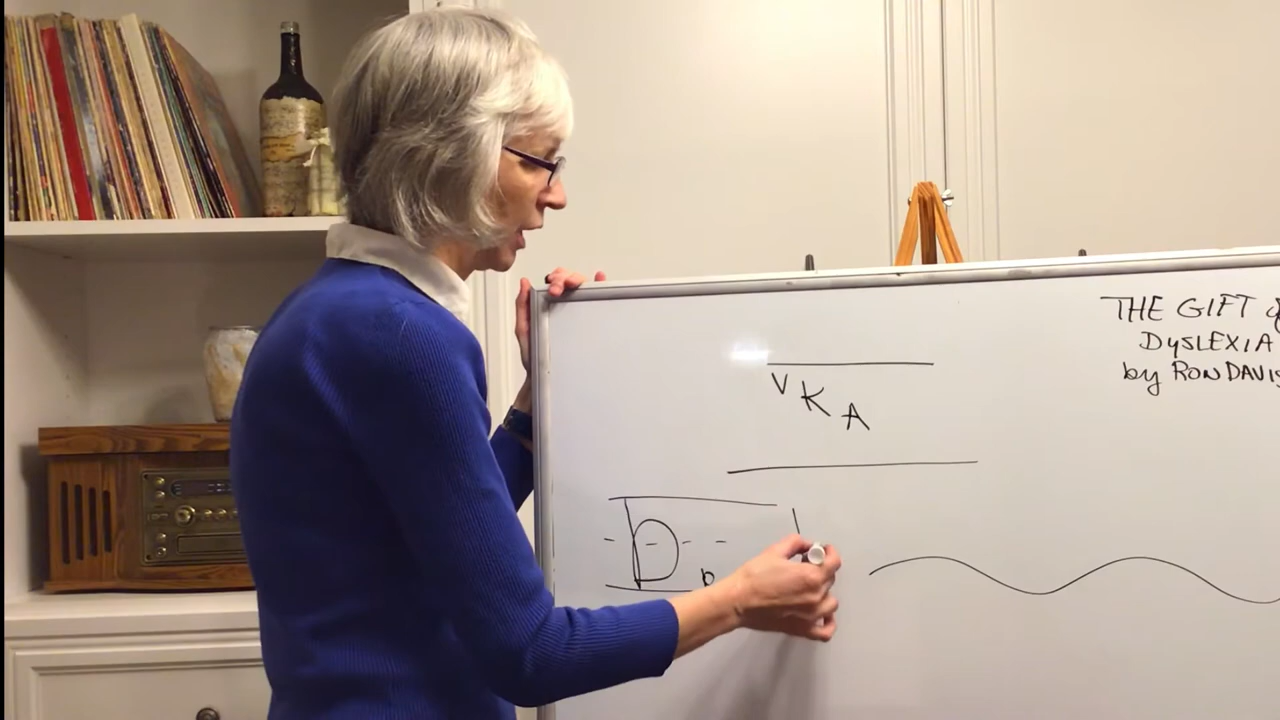 THE GIFT
DYSLEXIA
by RON DAVIS
V K A
D